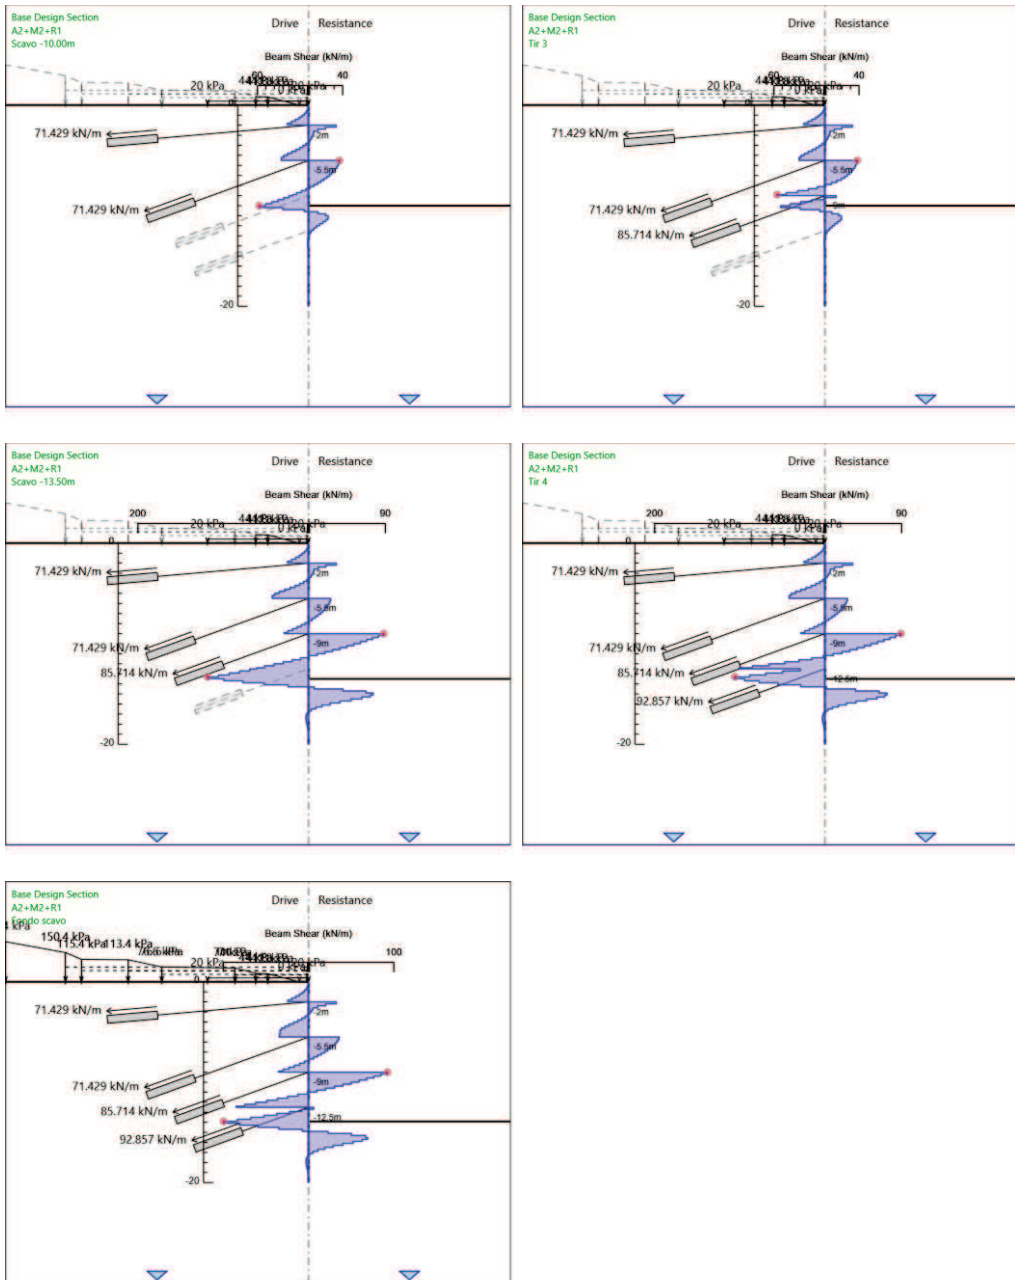 Base Design Section
A2+M2+R1
Scavo -10.00m
Drive
Resistance
Beam Shear (kN/m)
60
40
20 kPa
0
71.429 kN/m
-2m
-5.5m
71.429 kN/m
-20
Base Design Section
A2+M2+R1
Tir 3
Drive
Resistance
Beam Shear (kN/m)
60
40
20 kPa
71.429 kN/m
-2m
-5.5m
71.429 kN/m
85.714 kN/m
-20
Base Design Section
A2+M2+R1
Scavo -13.50m
Drive
Resistance
Beam Shear (kN/m)
200
90
20 kPa
0
71.429 kN/m
-2m
-5.5m
71.429 kN/m
-9m
85.714 kN/m
-20
Base Design Section
A2+M2+R1
Tir 4
Drive
Resistance
Beam Shear (kN/m)
200
90
20 kPa
0
71.429 kN/m
-2m
-5.5m
71.429 kN/m
-9m
85.714 kN/m
-12.5m
92.857 kN/m
-20
Base Design Section
A2+M2+R1
Fondo scavo
Drive
Resistance
Beam Shear (kN/m)
150.4 kPa
115.4 kPa
113.4 kPa
100
20 kPa
0
71.429 kN/m
-2m
-5.5m
71.429 kN/m
-9m
85.714 kN/m
-12.5m
92.857 kN/m
-20